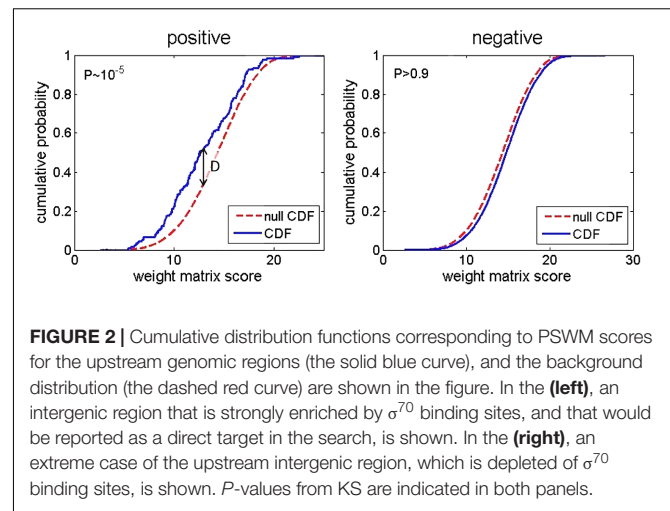 positive
negative
P~10⁻⁵
P>0.9
1
0.8
0.6
0.4
0.2
0
cumulative probability
D
null CDF
CDF
0
10
20
weight matrix score
1
0.8
0.6
0.4
0.2
0
cumulative probability
null CDF
CDF
0
10
20
30
weight matrix score
FIGURE 2 | Cumulative distribution functions corresponding to PSWM scores
for the upstream genomic regions (the solid blue curve), and the background
distribution (the dashed red curve) are shown in the figure. In the (left), an
intergenic region that is strongly enriched by σ⁷⁰ binding sites, and that would
be reported as a direct target in the search, is shown. In the (right), an
extreme case of the upstream intergenic region, which is depleted of σ⁷⁰
binding sites, is shown. P-values from KS are indicated in both panels.